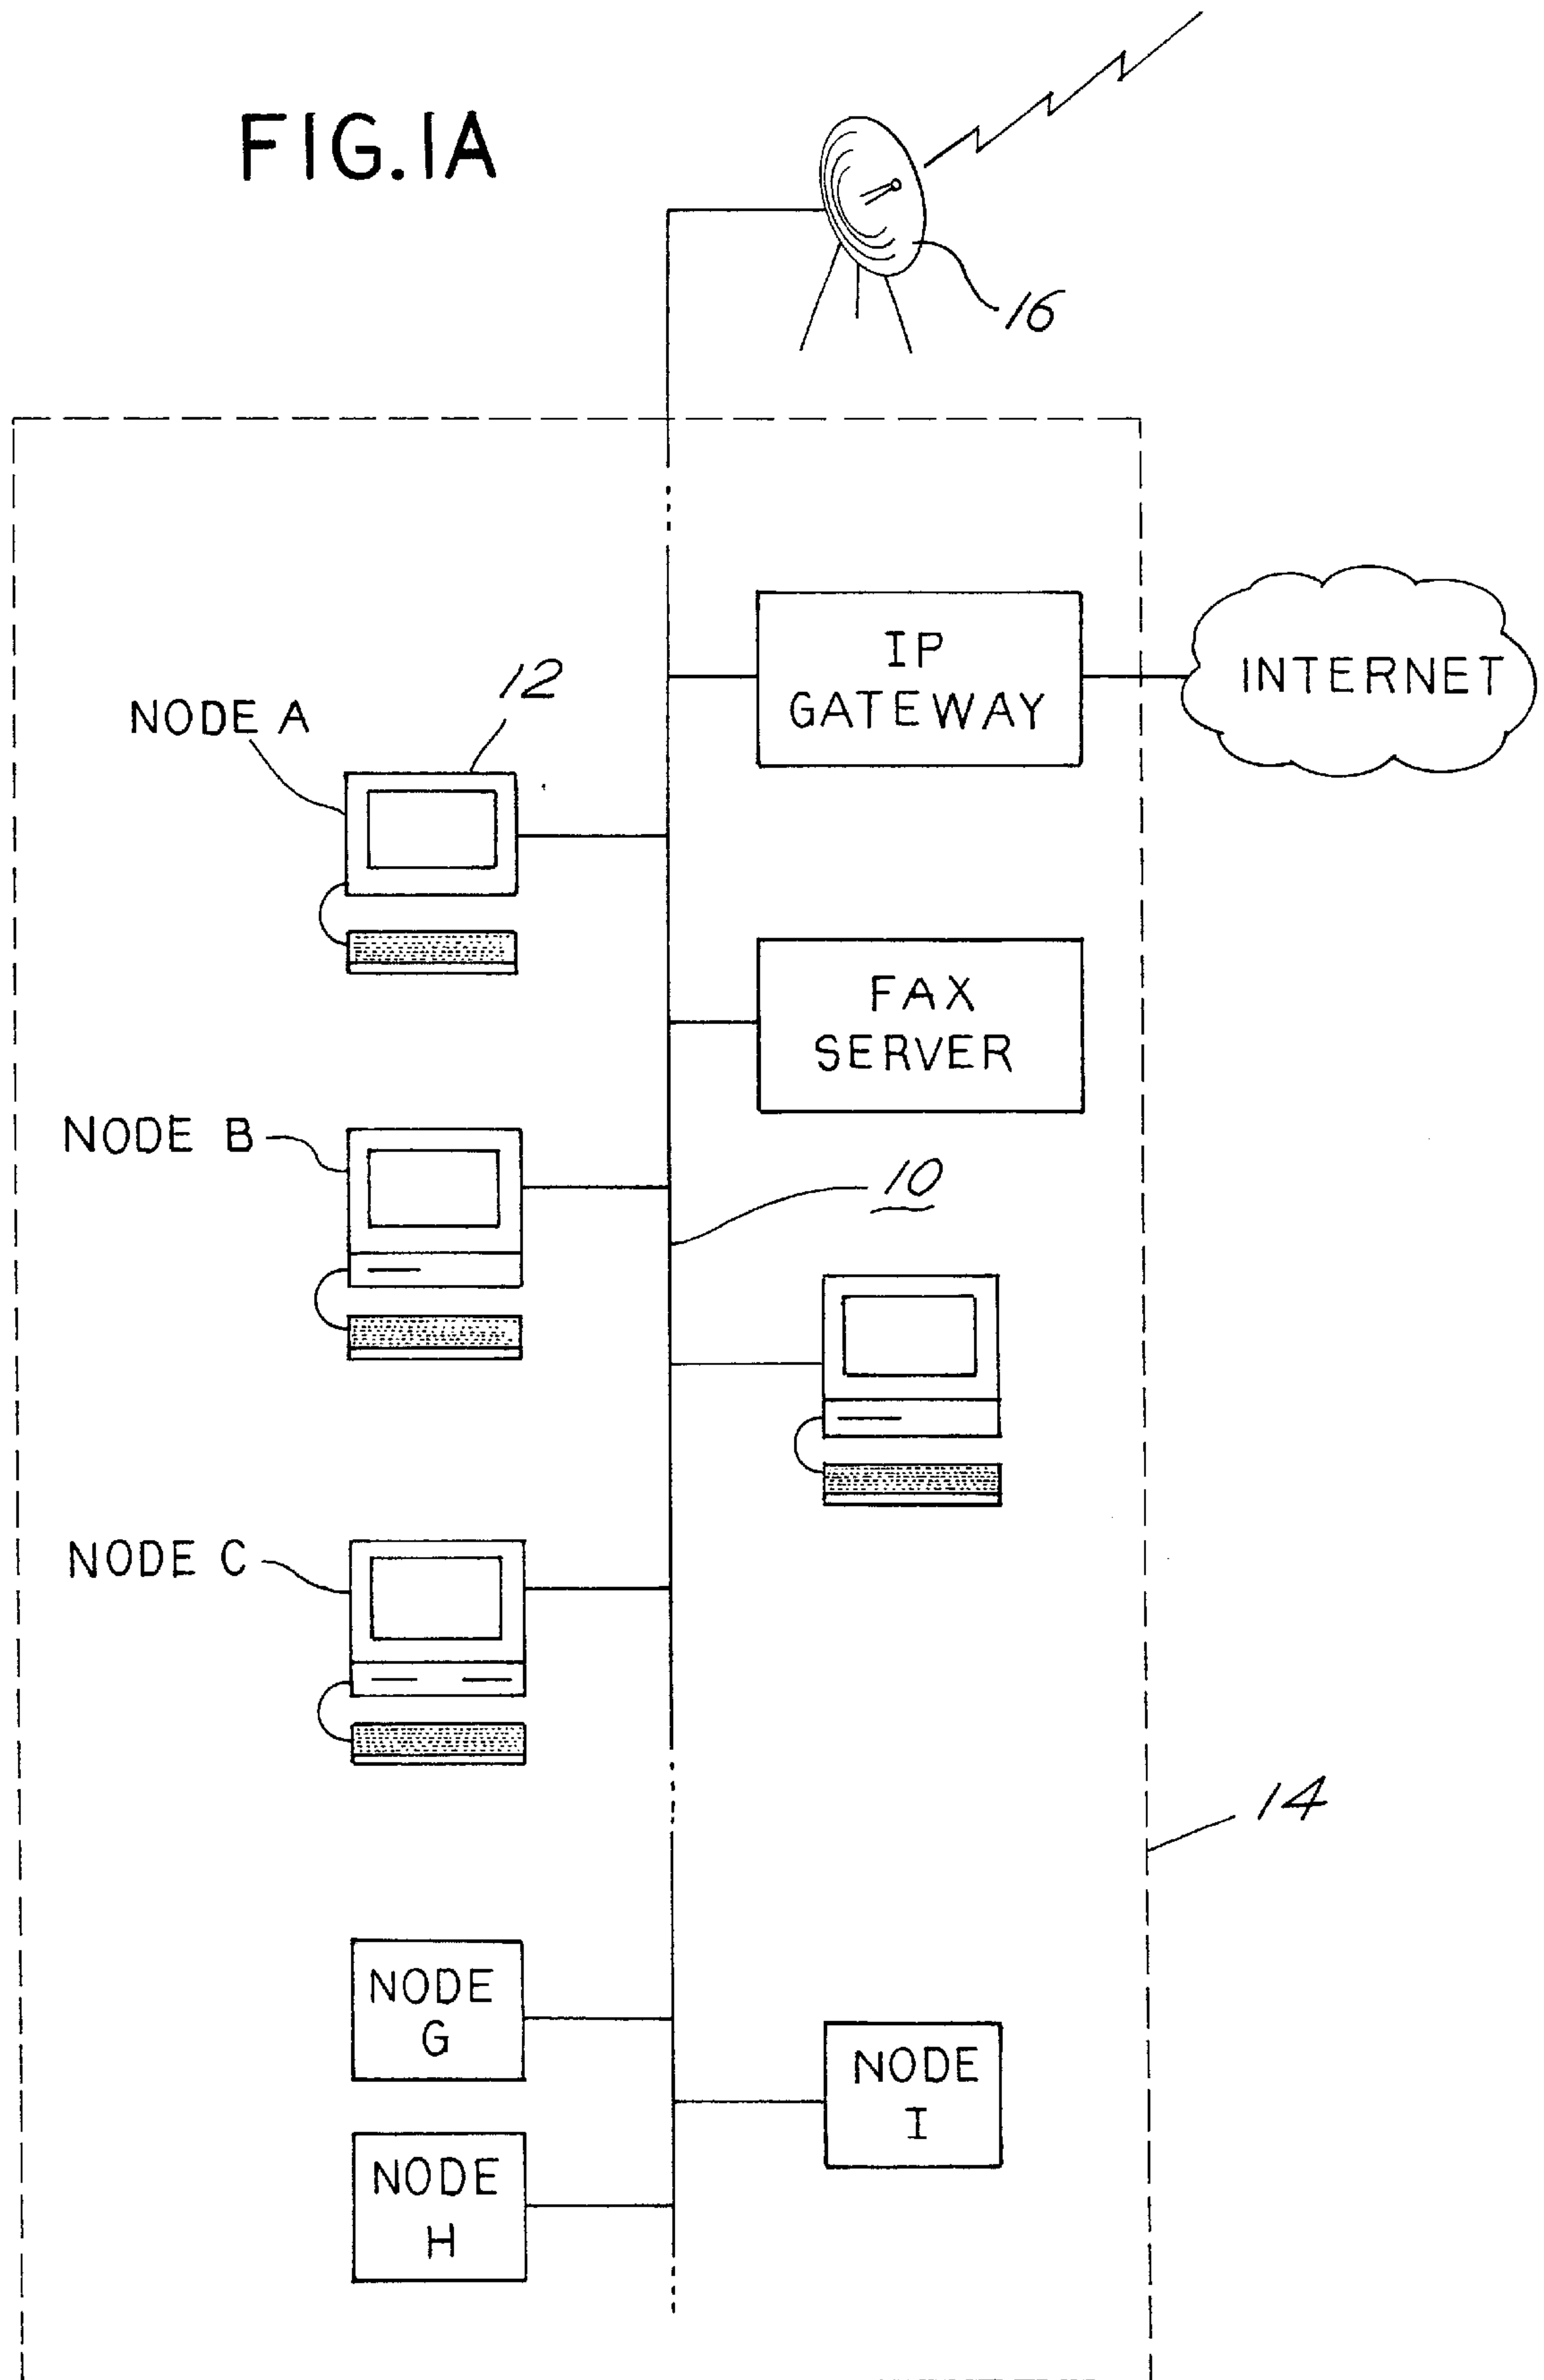 FIG.1A
16
IP
GATEWAY
INTERNET
12
NODE A
FAX
SERVER
NODE B
10
NODE C
14
NODE
G
NODE
I
NODE
H